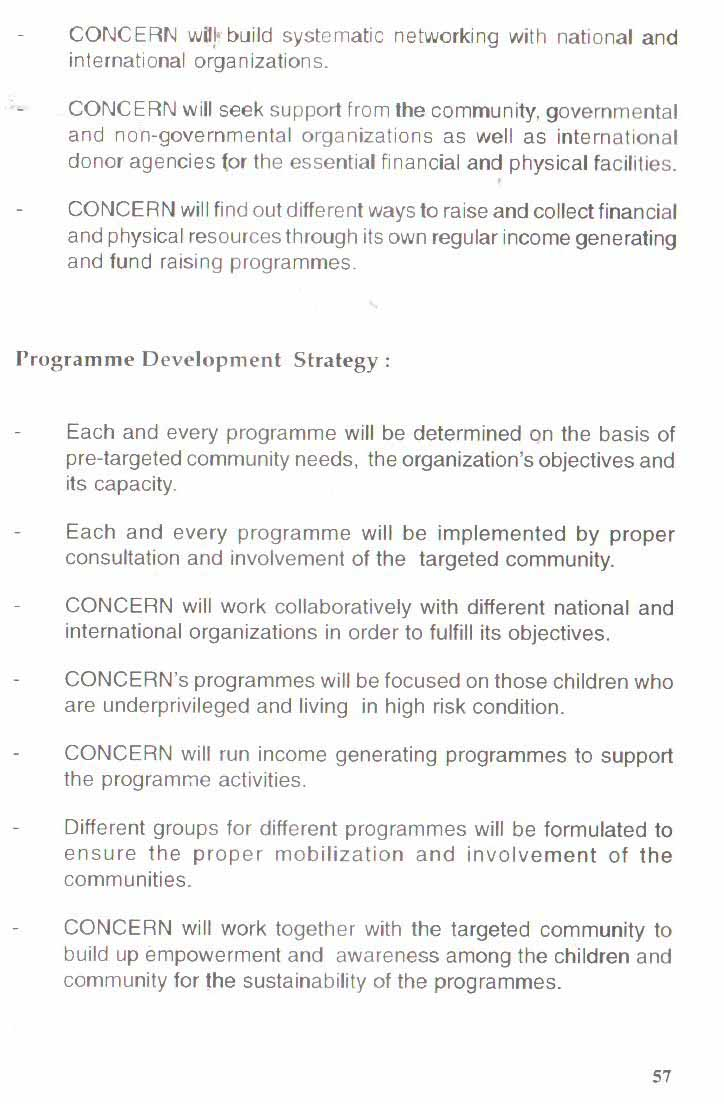 - CONCERN will build systematic networking with national and
international organizations.
- CONCERN will seek support from the community, governmental
and non-governmental organizations as well as international
donor agencies for the essential financial and physical facilities.
- CONCERN will find out different ways to raise and collect financial
and physical resources through its own regular income generating
and fund raising programmes.
Programme Development Strategy :
- Each and every programme will be determined on the basis of
pre-targeted community needs, the organization's objectives and
its capacity.
- Each and every programme will be implemented by proper
consultation and involvement of the targeted community.
- CONCERN will work collaboratively with different national and
international organizations in order to fulfill its objectives.
- CONCERN's programmes will be focused on those children who
are underprivileged and living in high risk condition.
- CONCERN will run income generating programmes to support
the programme activities.
- Different groups for different programmes will be formulated to
ensure the proper mobilization and involvement of the
communities.
- CONCERN will work together with the targeted community to
build up empowerment and awareness among the children and
community for the sustainability of the programmes.
57